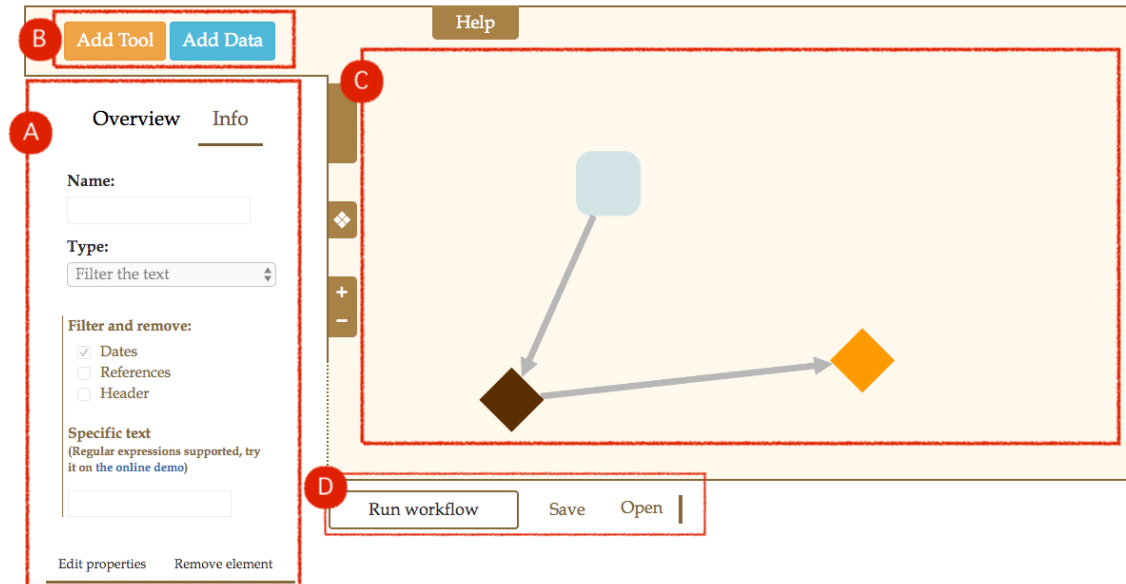 Help
B
Add Tool Add Data
C
A
Overview Info
Name:
Type:
Filter the text
Filter and remove:
Dates
References
Header
Specific text
(Regular expressions supported, try
it on the online demo)
Edit properties Remove element
+
−
D
Run workflow Save Open